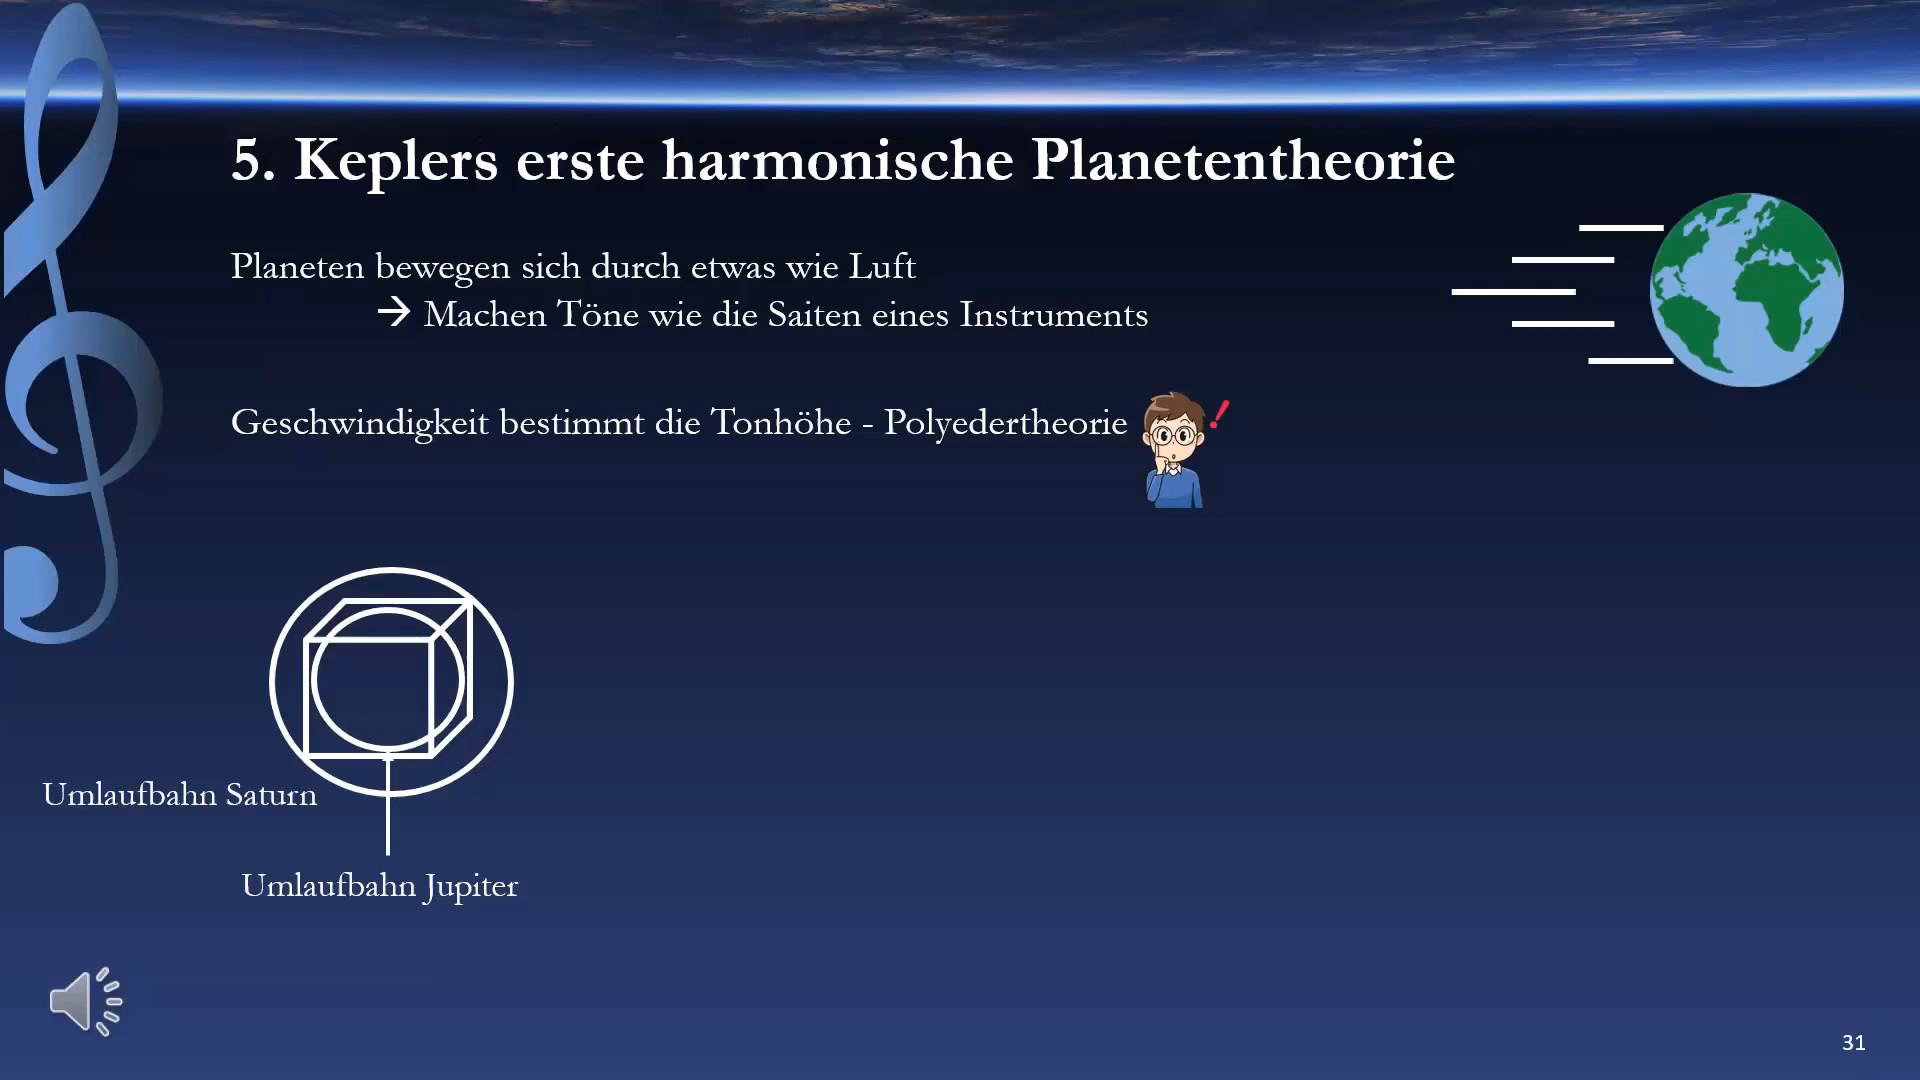 5. Keplers erste harmonische Planetentheorie
Planeten bewegen sich durch etwas wie Luft
→ Machen Töne wie die Saiten eines Instruments
Geschwindigkeit bestimmt die Tonhöhe - Polyedertheorie
Umlaufbahn Saturn
Umlaufbahn Jupiter
31